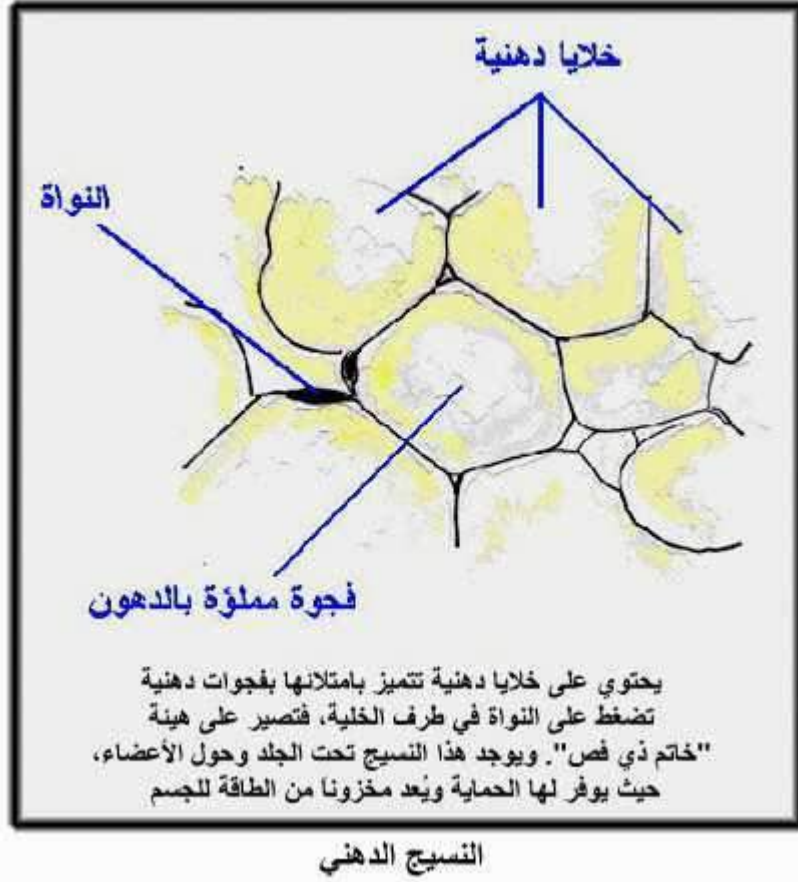 خلايا دهنية
النواة
فجوة مملؤة بالدهون
يحتوي على خلايا دهنية تتميز بامتلائها بفجوات دهنية
تضغط على النواة في طرف الخلية، فتصير على هيئة
"خاتم ذي فص". ويوجد هذا النسيج تحت الجلد وحول الأعضاء،
حيث يوفر لها الحماية ويُعد مخزوناً من الطاقة للجسم
النسيج الدهني